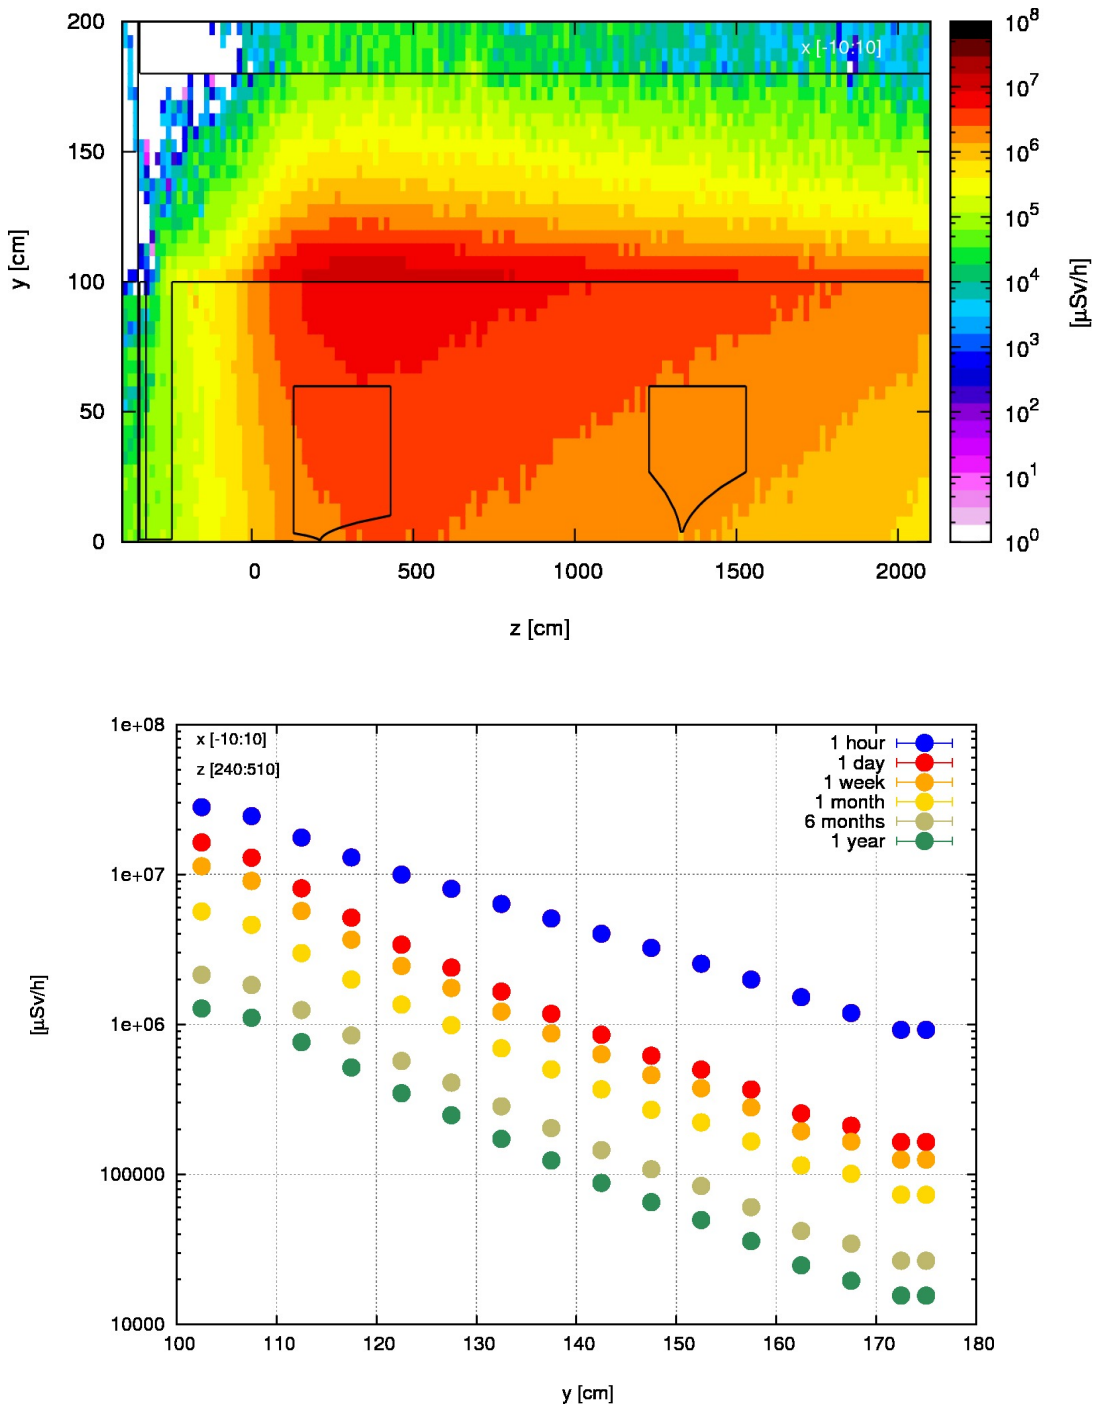 200
150
100
50
0
y [cm]
x [-10:10]
0
500
1000
1500
2000
z [cm]
10^8
10^7
10^6
10^5
10^4
10^3
10^2
10^1
10^0
[µSv/h]
1e+08
1e+07
1e+06
100000
10000
[µSv/h]
x [-10:10]
z [240:510]
1 hour
1 day
1 week
1 month
6 months
1 year
100
110
120
130
140
150
160
170
180
y [cm]